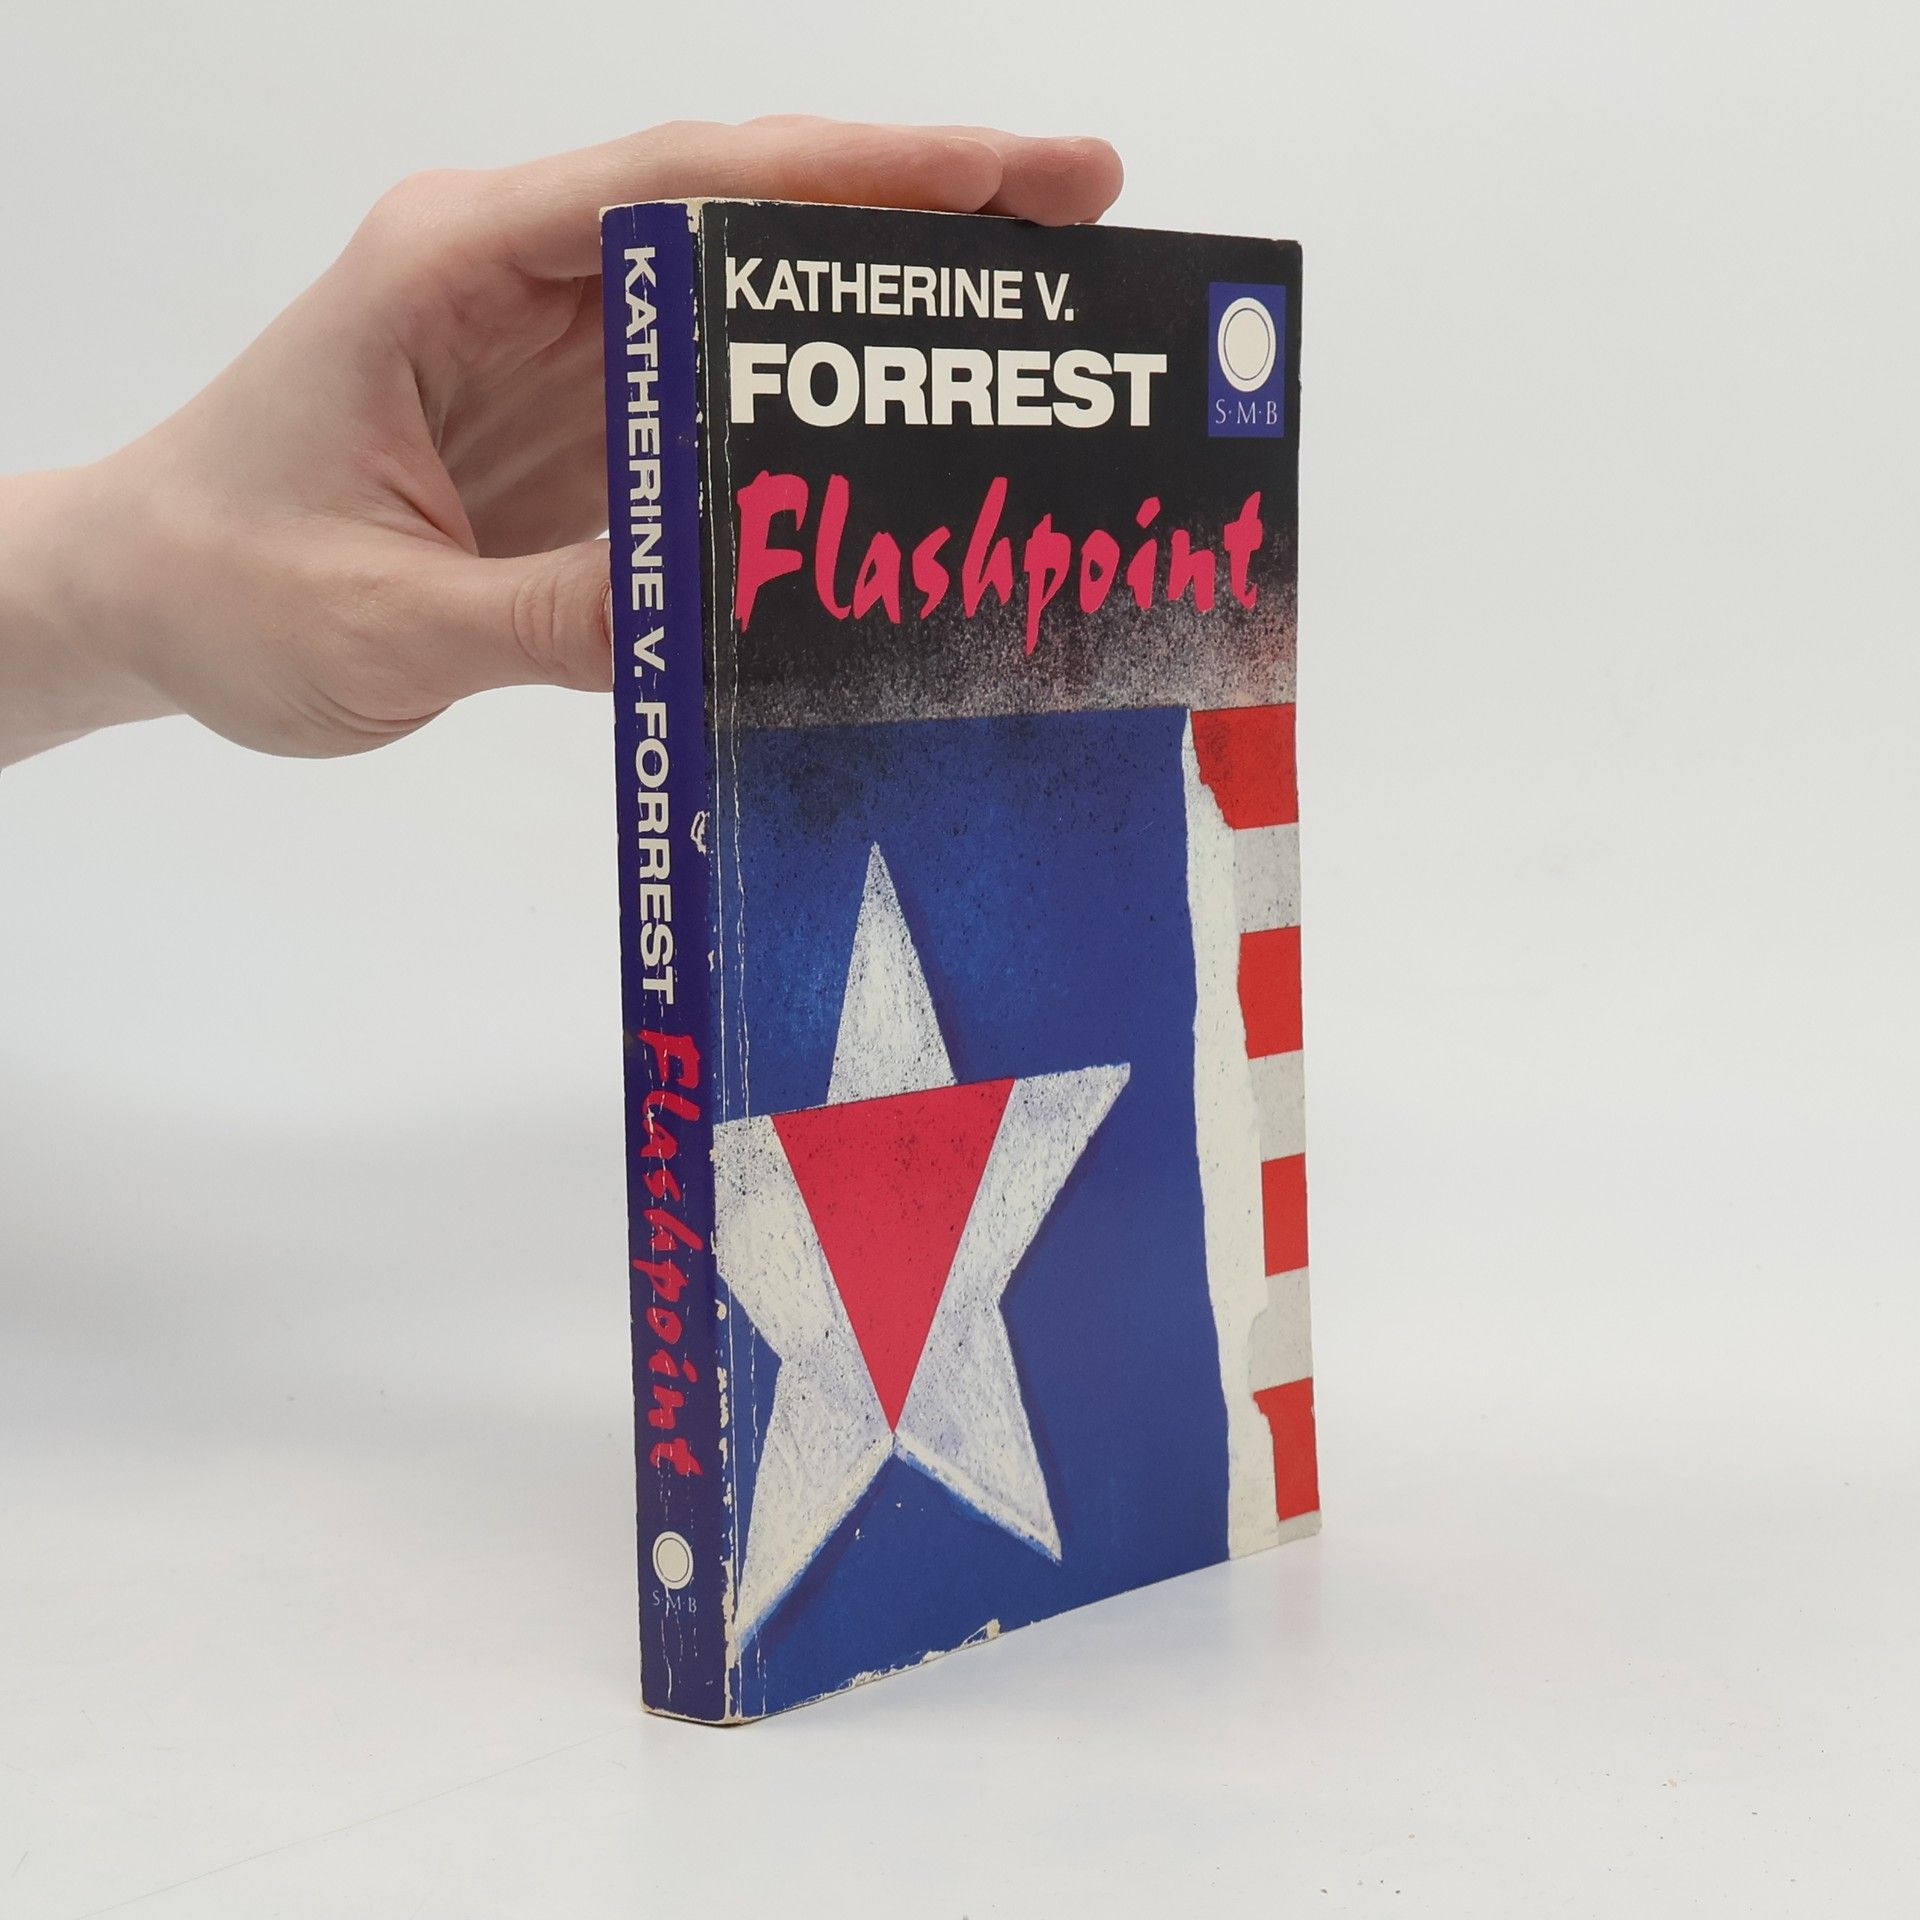 KATHERINE V.
FORREST
Flashpoint
S·M·B
KATHERINE V. FORREST Flashpoint
S·M·B